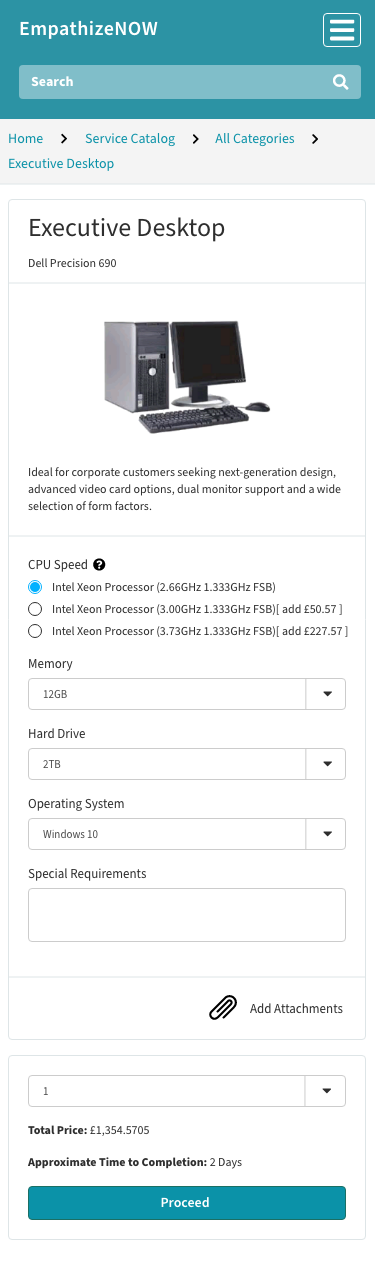 EmpathizeNOW
Search
Home > Service Catalog > All Categories >
Executive Desktop
Executive Desktop
Dell Precision 690
Ideal for corporate customers seeking next-generation design,
advanced video card options, dual monitor support and a wide
selection of form factors.
CPU Speed
Intel Xeon Processor (2.66GHz 1.333GHz FSB)
Intel Xeon Processor (3.00GHz 1.333GHz FSB)[ add £50.57 ]
Intel Xeon Processor (3.73GHz 1.333GHz FSB)[ add £227.57 ]
Memory
12GB
Hard Drive
2TB
Operating System
Windows 10
Special Requirements
Add Attachments
1
Total Price: £1,354.5705
Approximate Time to Completion: 2 Days
Proceed